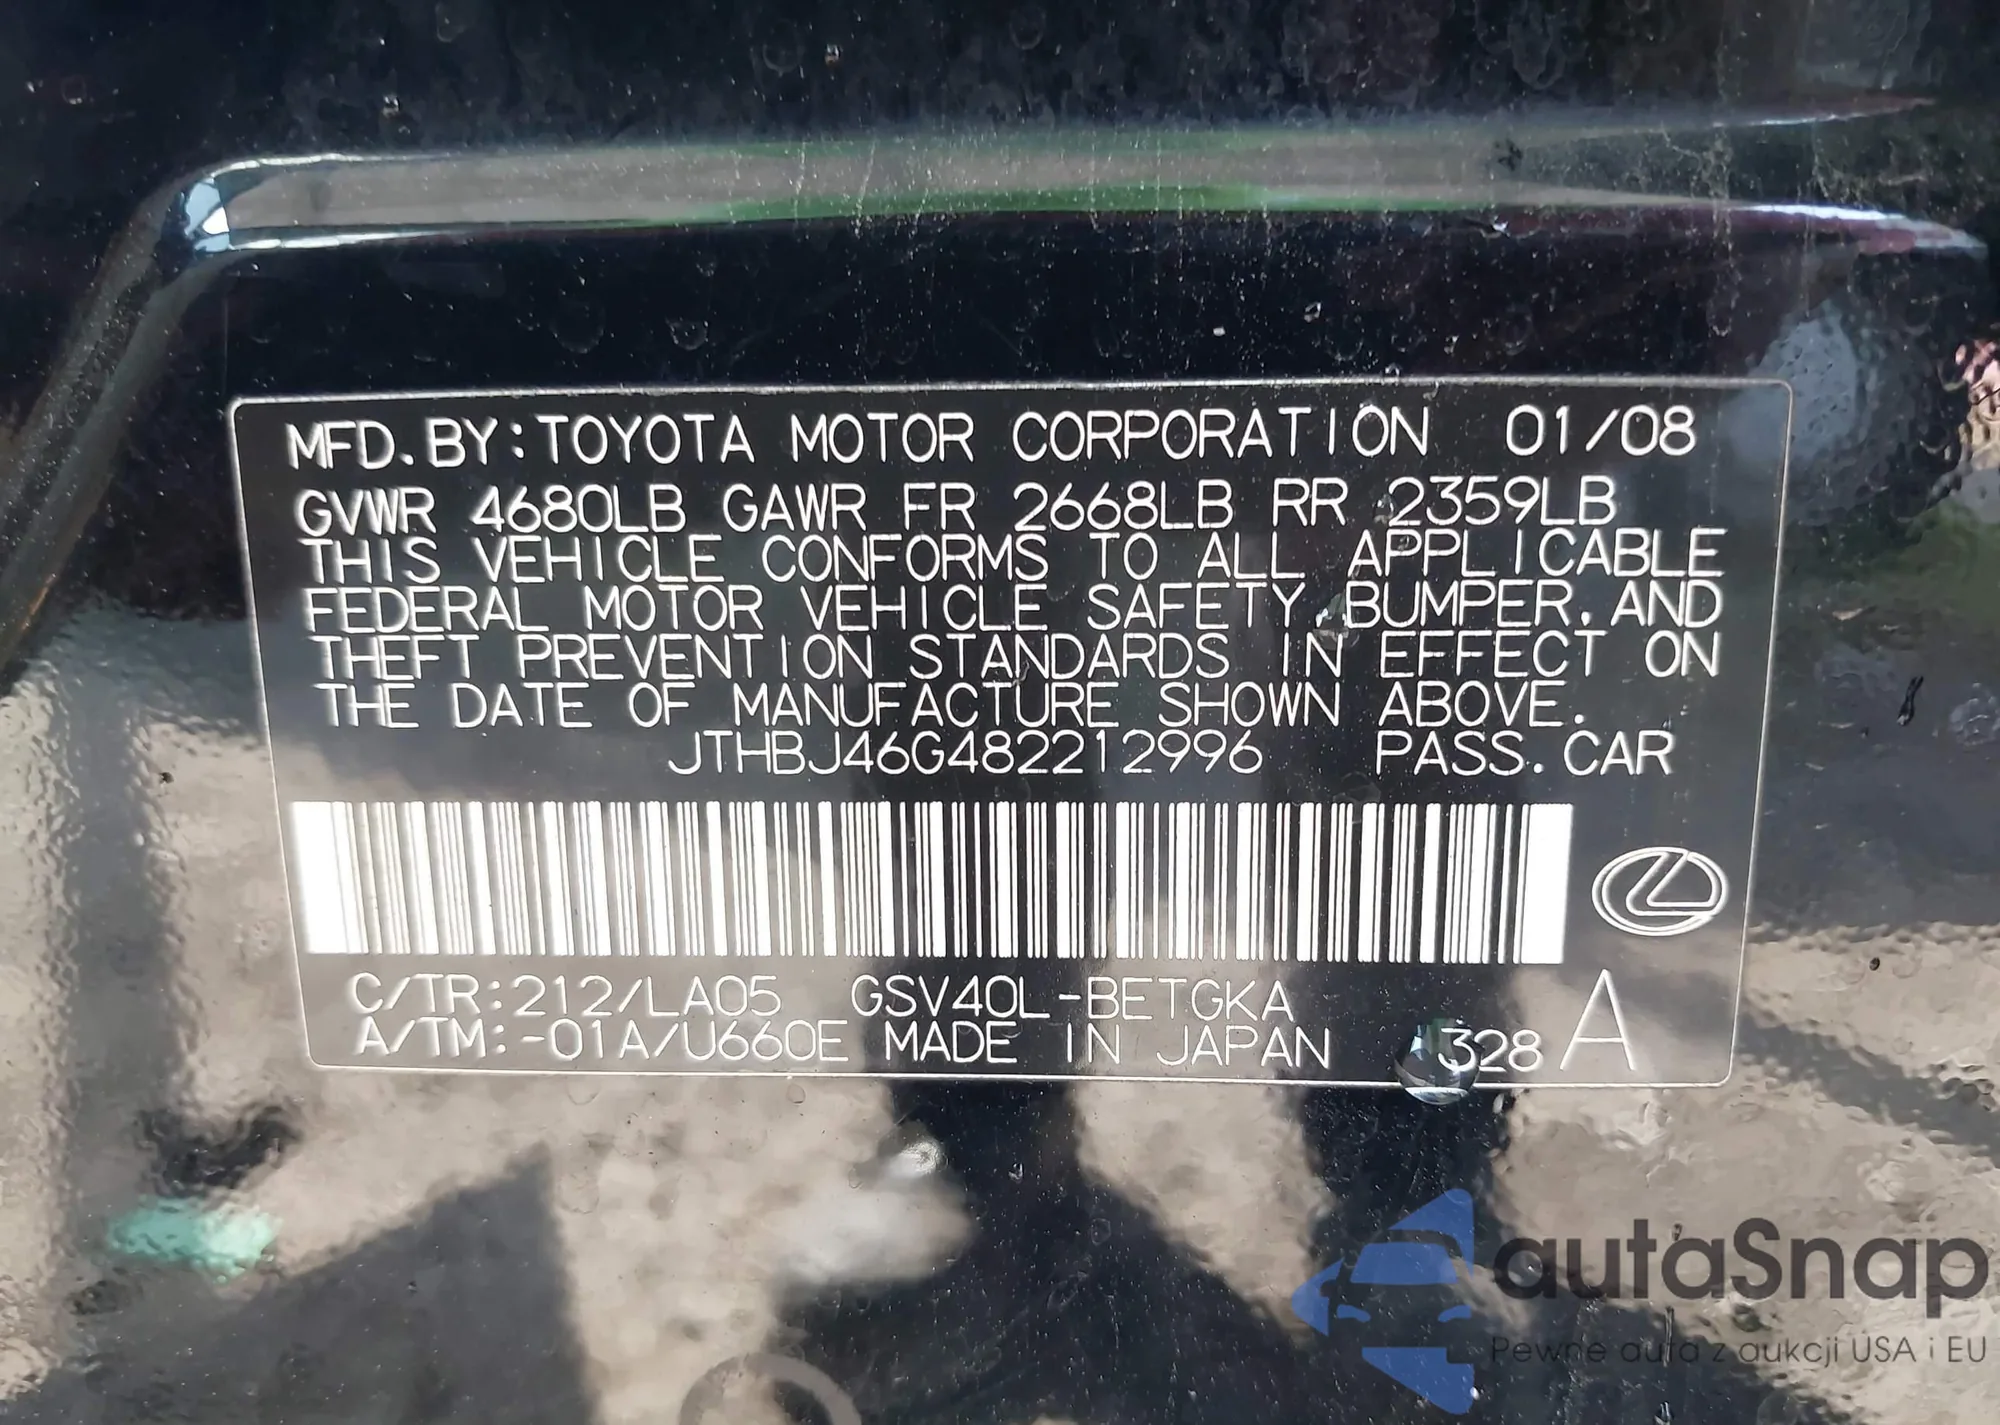 MFD.BY:TOYOTA MOTOR CORPORATION 01/08
GVWR 4680LB GAWR FR 2668LB RR 2359LB
THIS VEHICLE CONFORMS TO ALL APPLICABLE
FEDERAL MOTOR VEHICLE SAFETY, BUMPER, AND
THEFT PREVENTION STANDARDS IN EFFECT ON
THE DATE OF MANUFACTURE SHOWN ABOVE.
JTHBJ46G482212996 PASS.CAR
C/TR:212/LA05 GSV40L-BETGKA
A/TM:-01A/U660E MADE IN JAPAN 328 A
autaSnap
Pewne auta z aukcji USA i EU